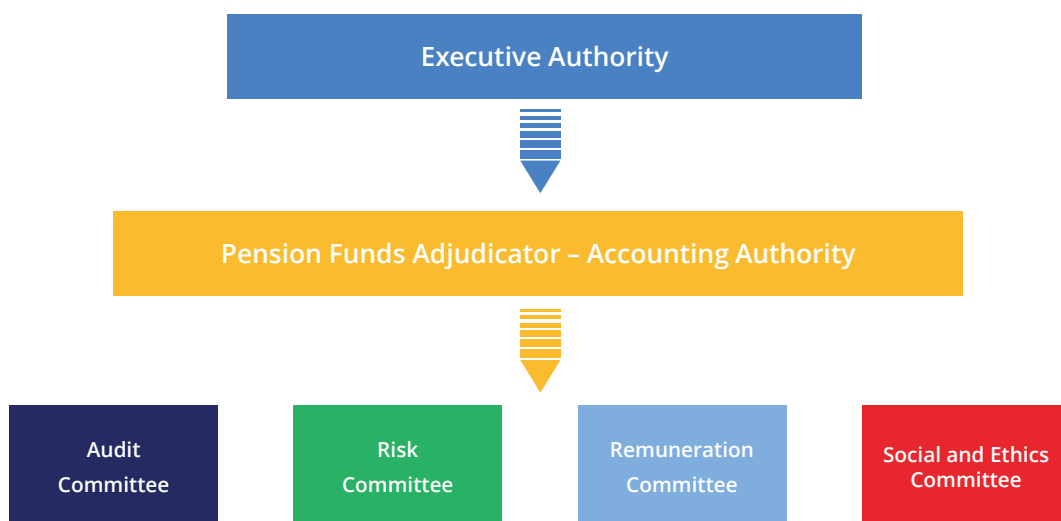 Executive Authority
Pension Funds Adjudicator – Accounting Authority
Audit
Committee
Risk
Committee
Remuneration
Committee
Social and Ethics
Committee